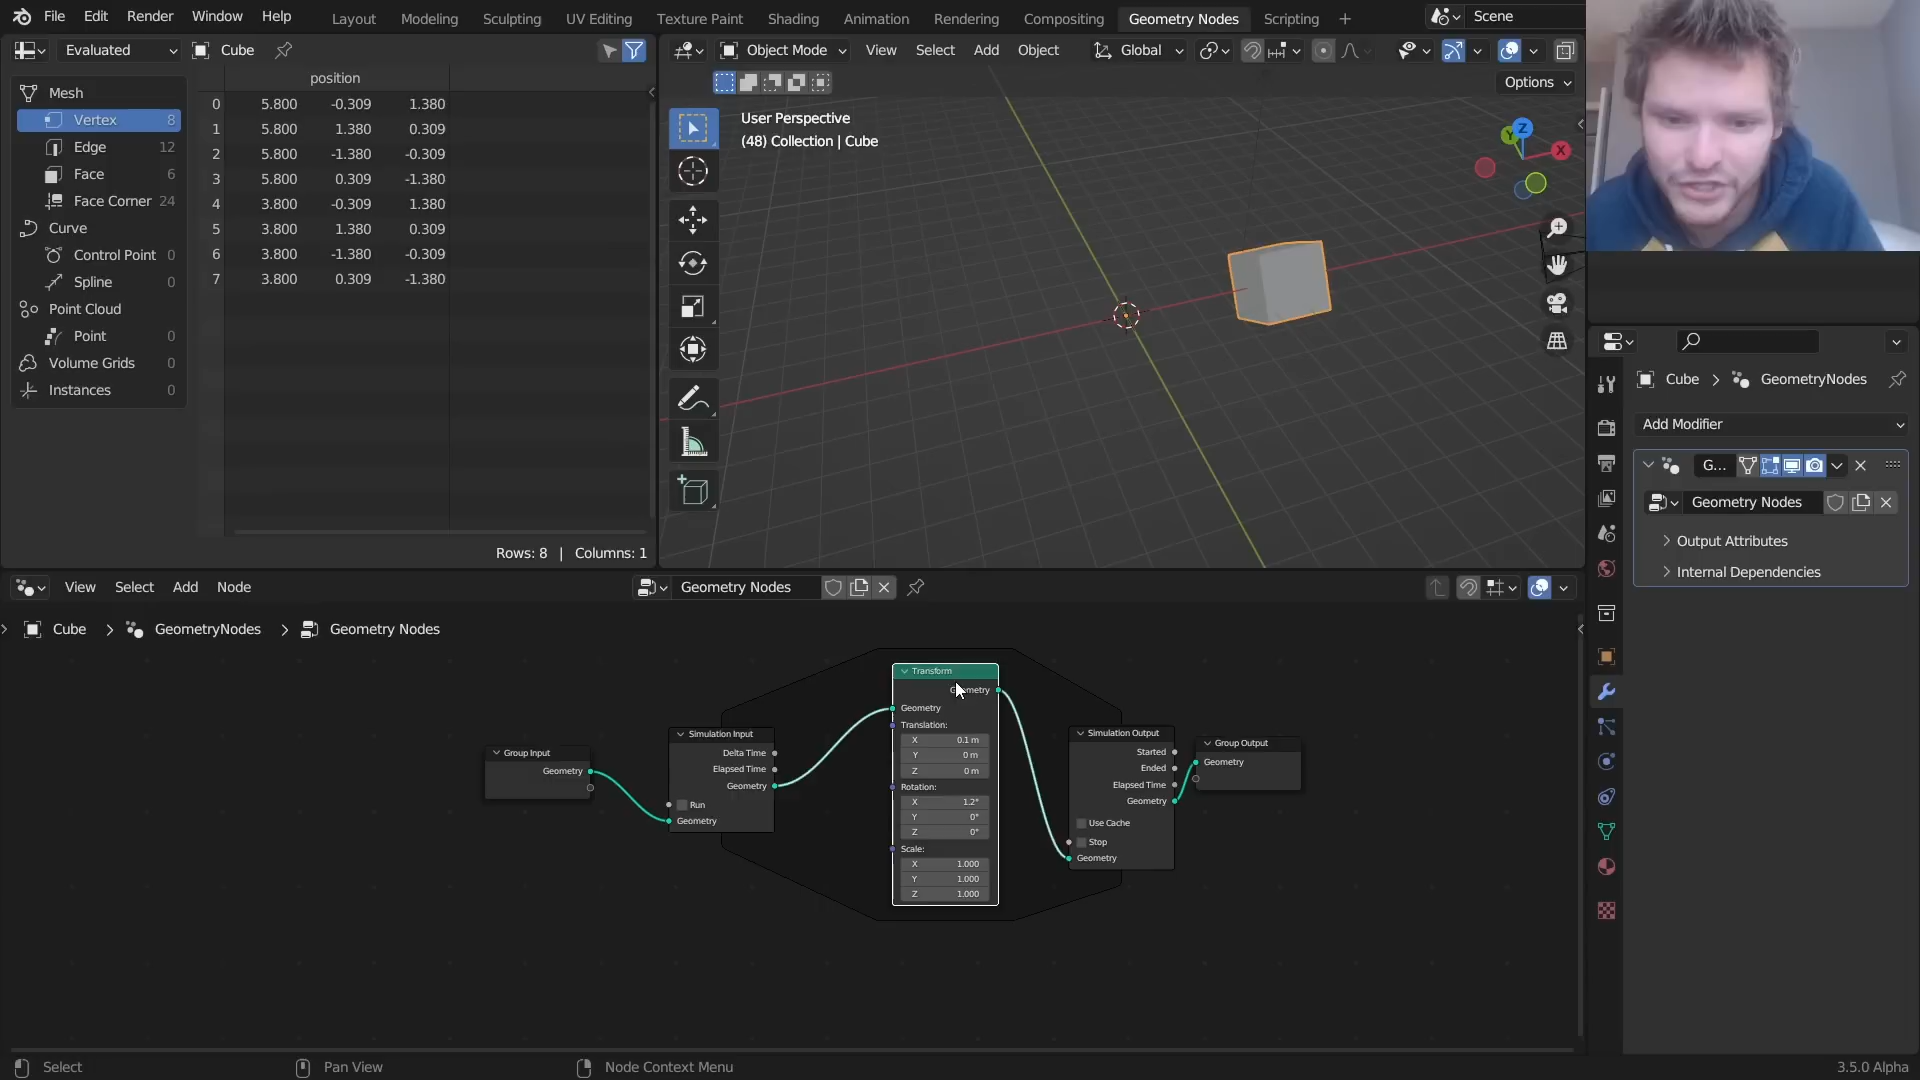 File Edit Render Window Help
Layout Modeling Sculpting UV Editing Texture Paint Shading Animation Rendering Compositing Geometry Nodes Scripting
Scene
Evaluated
Cube
Object Mode View Select Add Object
Global
Options
position
Mesh
Vertex 8
Edge 12
Face 6
Face Corner 24
Curve
Control Point 0
Spline 0
Point Cloud
Point 0
Volume Grids 0
Instances 0
0 5.800 -0.309 1.380
1 5.800 1.380 0.309
2 5.800 -1.380 -0.309
3 5.800 0.309 -1.380
4 3.800 -0.309 1.380
5 3.800 1.380 0.309
6 3.800 -1.380 -0.309
7 3.800 0.309 -1.380
Rows: 8 | Columns: 1
User Perspective
(48) Collection | Cube
Z
Y
X
Cube > GeometryNodes
Add Modifier
G...
Geometry Nodes
Output Attributes
Internal Dependencies
View Select Add Node
Geometry Nodes
Cube > GeometryNodes > Geometry Nodes
Group Input
Geometry
Simulation Input
Delta Time
Elapsed Time
Geometry
Run
Geometry
Transform
Geometry
Translation:
X 0.1 m
Y 0 m
Z 0 m
Rotation:
X 1.2°
Y 0°
Z 0°
Scale:
X 1.000
Y 1.000
Z 1.000
Simulation Output
Started
Ended
Elapsed Time
Geometry
Use Cache
Stop
Geometry
Group Output
Geometry
Select
Pan View
Node Context Menu
3.5.0 Alpha